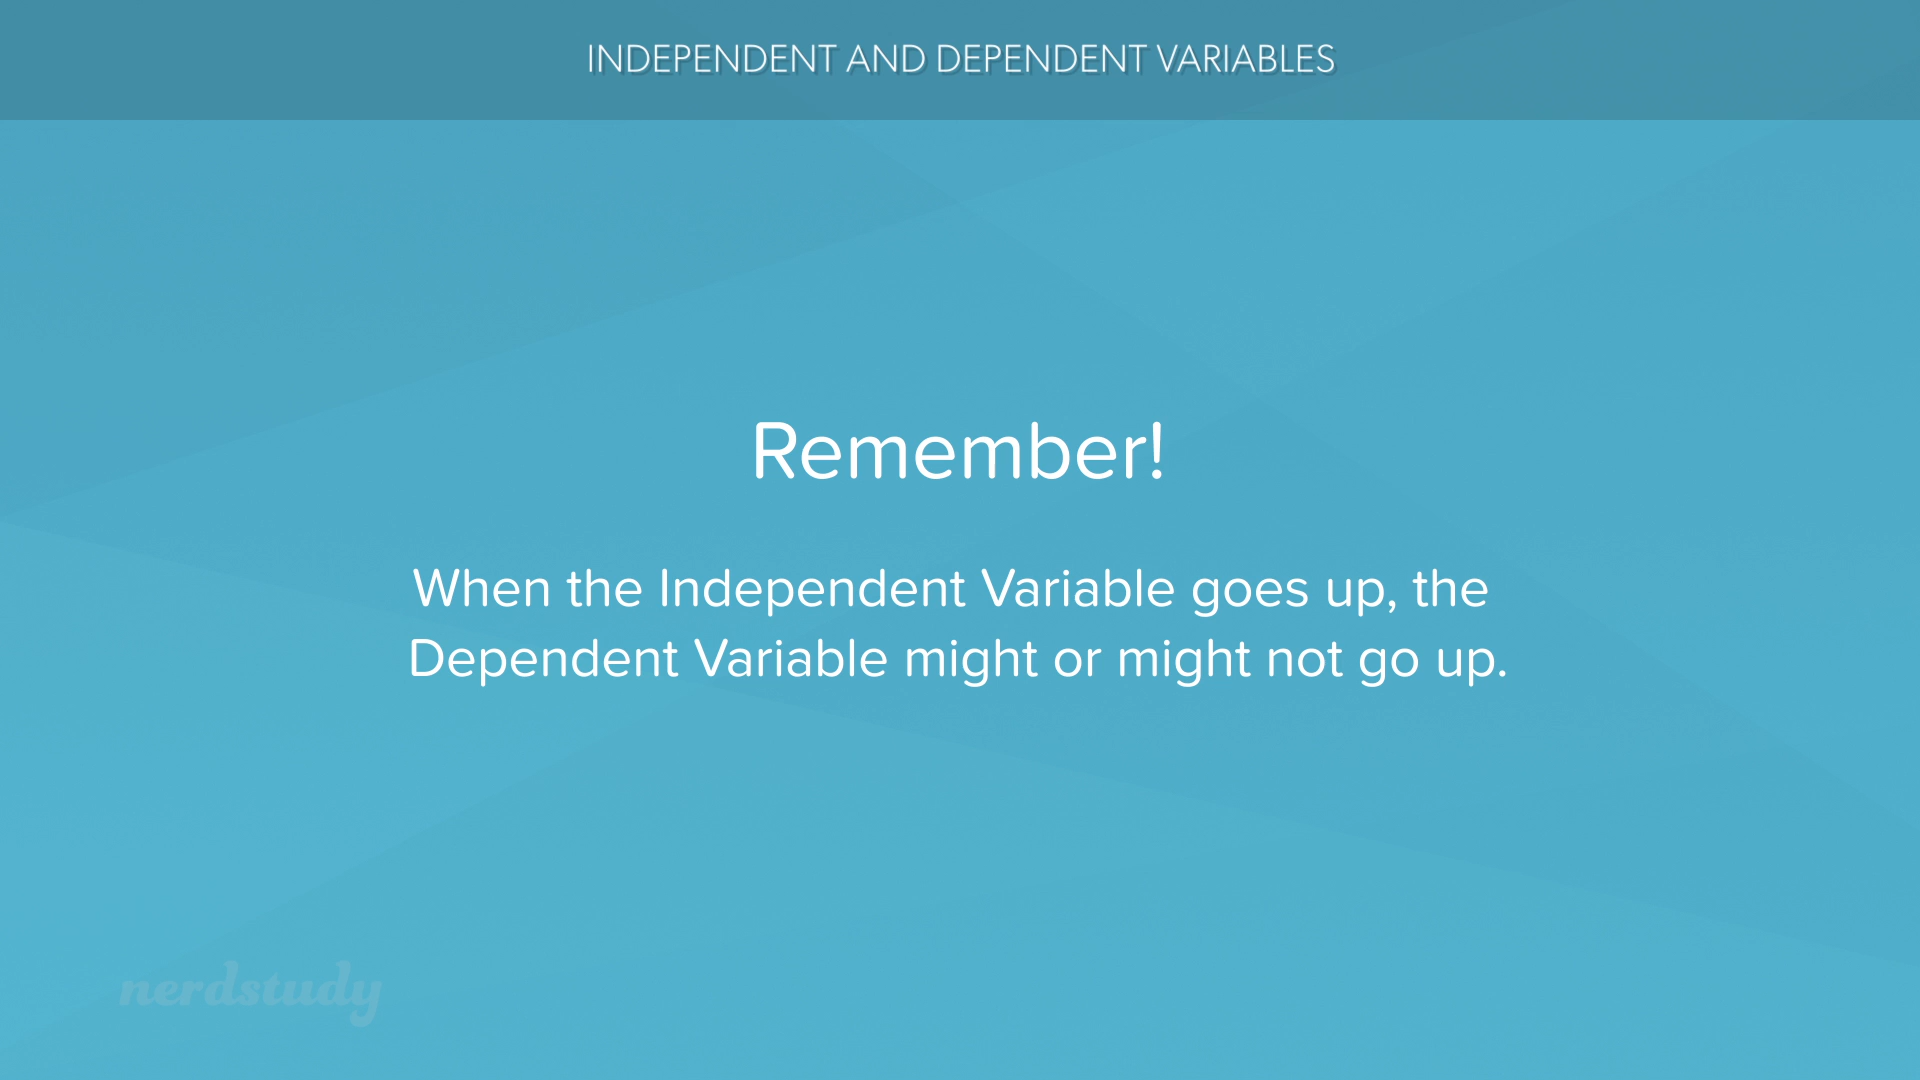 INDEPENDENT AND DEPENDENT VARIABLES
Remember!
When the Independent Variable goes up, the
Dependent Variable might or might not go up.
nerdstudy